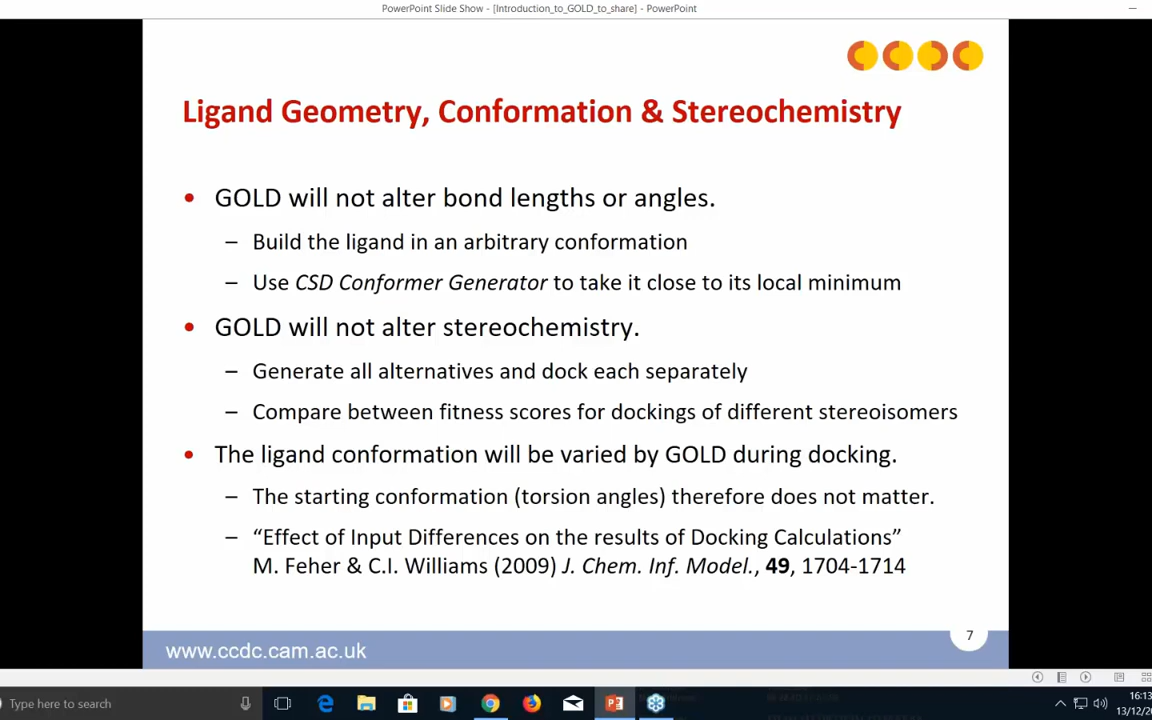 PowerPoint Slide Show - [Introduction_to_GOLD_to_share] - PowerPoint
CCDC
Ligand Geometry, Conformation & Stereochemistry
• GOLD will not alter bond lengths or angles.
– Build the ligand in an arbitrary conformation
– Use CSD Conformer Generator to take it close to its local minimum
• GOLD will not alter stereochemistry.
– Generate all alternatives and dock each separately
– Compare between fitness scores for dockings of different stereoisomers
• The ligand conformation will be varied by GOLD during docking.
– The starting conformation (torsion angles) therefore does not matter.
– “Effect of Input Differences on the results of Docking Calculations”
M. Feher & C.I. Williams (2009) J. Chem. Inf. Model., 49, 1704-1714
7
www.ccdc.cam.ac.uk
Type here to search
16:13
13/12/20